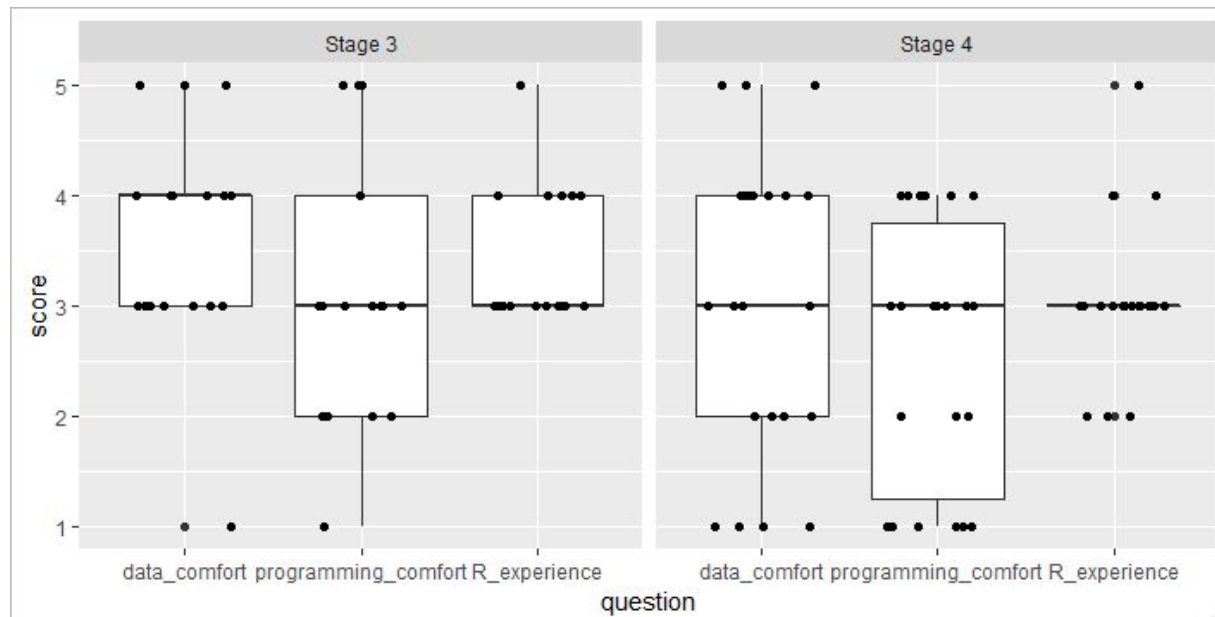 Stage 3
Stage 4
5
4
3
2
1
score
data_comfort programming_comfort R_experience
data_comfort programming_comfort R_experience
question